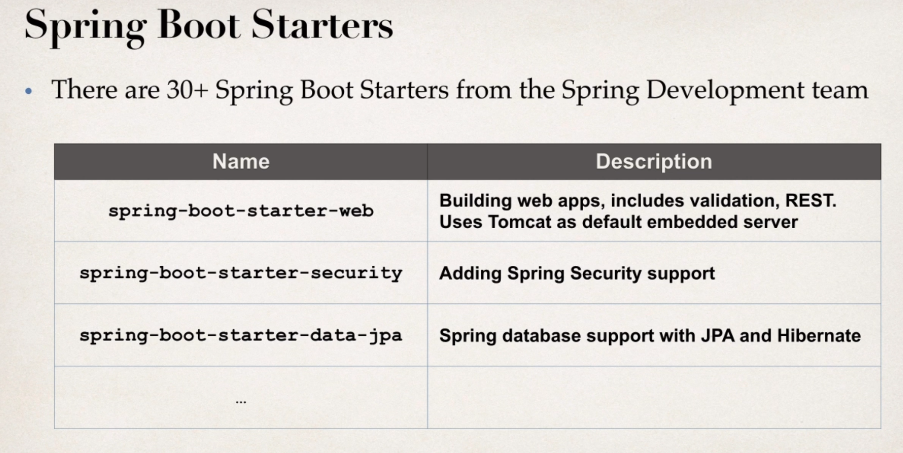 Spring Boot Starters
• There are 30+ Spring Boot Starters from the Spring Development team
Name Description
spring-boot-starter-web
Building web apps, includes validation, REST.
Uses Tomcat as default embedded server
spring-boot-starter-security Adding Spring Security support
spring-boot-starter-data-jpa Spring database support with JPA and Hibernate
...